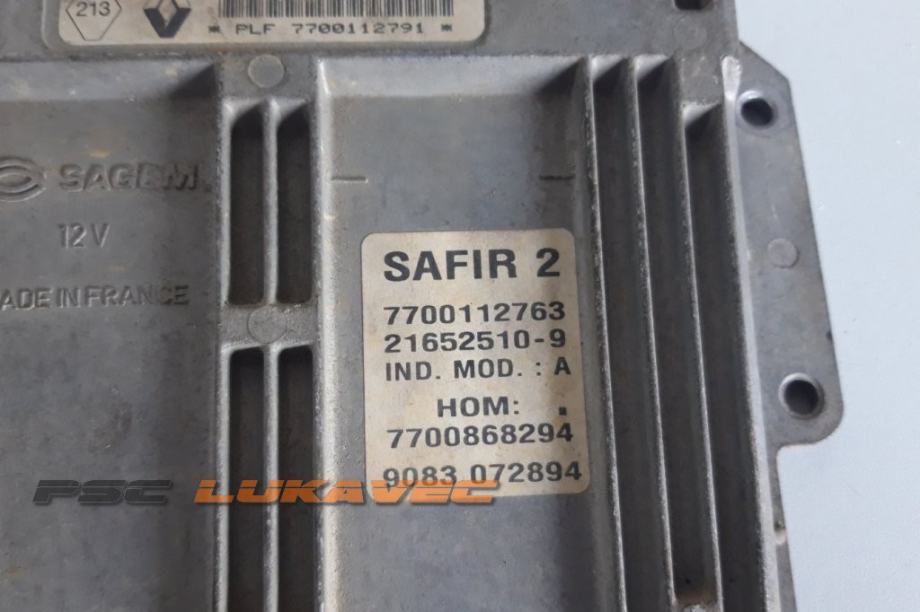 213
* PLF 7700112791 *
SAGEM
12V
MADE IN FRANCE
SAFIR 2
7700112763
21652510-9
IND. MOD. : A
HOM: .
7700868294
9083 072894
PSC LUKAVEC